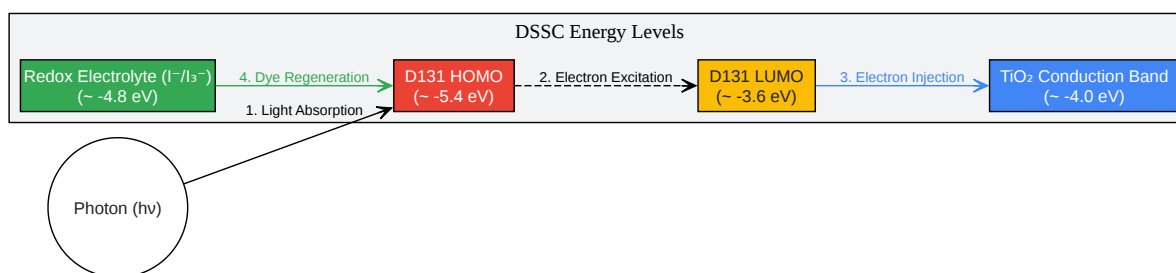 DSSC Energy Levels
Redox Electrolyte (I⁻/I₃⁻)
(~ -4.8 eV)
4. Dye Regeneration
1. Light Absorption
D131 HOMO
(~ -5.4 eV)
2. Electron Excitation
D131 LUMO
(~ -3.6 eV)
3. Electron Injection
TiO₂ Conduction Band
(~ -4.0 eV)
Photon (hν)